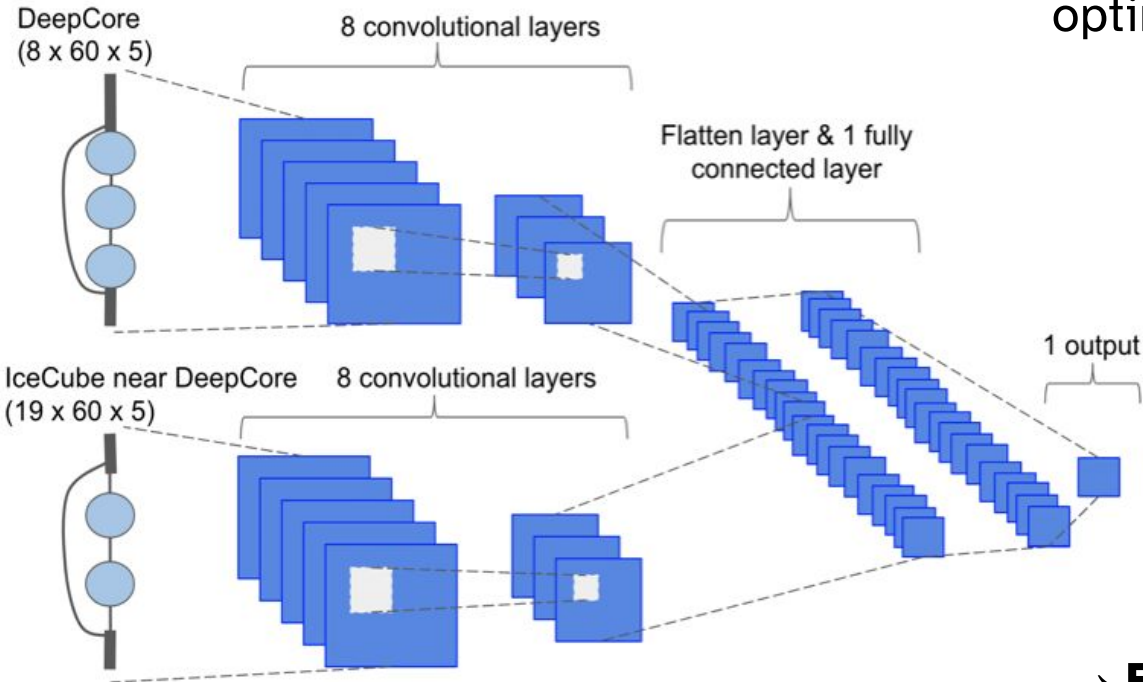 DeepCore
(8 x 60 x 5)
8 convolutional layers
Flatten layer & 1 fully
connected layer
1 output
IceCube near DeepCore
(19 x 60 x 5)
8 convolutional layers